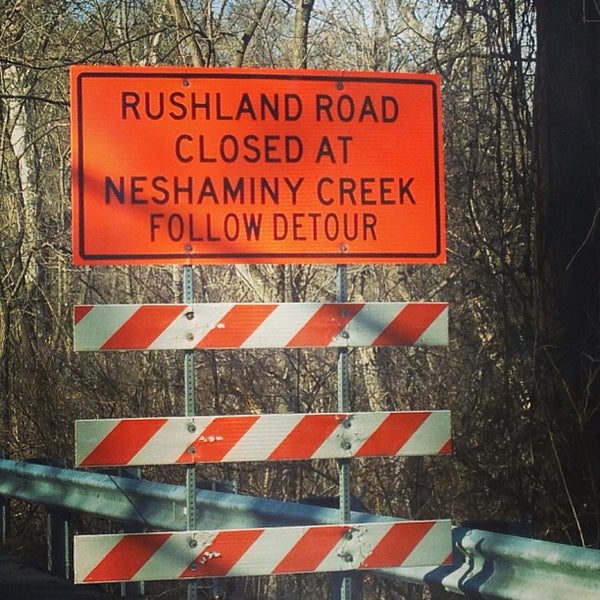 RUSHLAND ROAD
CLOSED AT
NESHAMINY CREEK
FOLLOW DETOUR